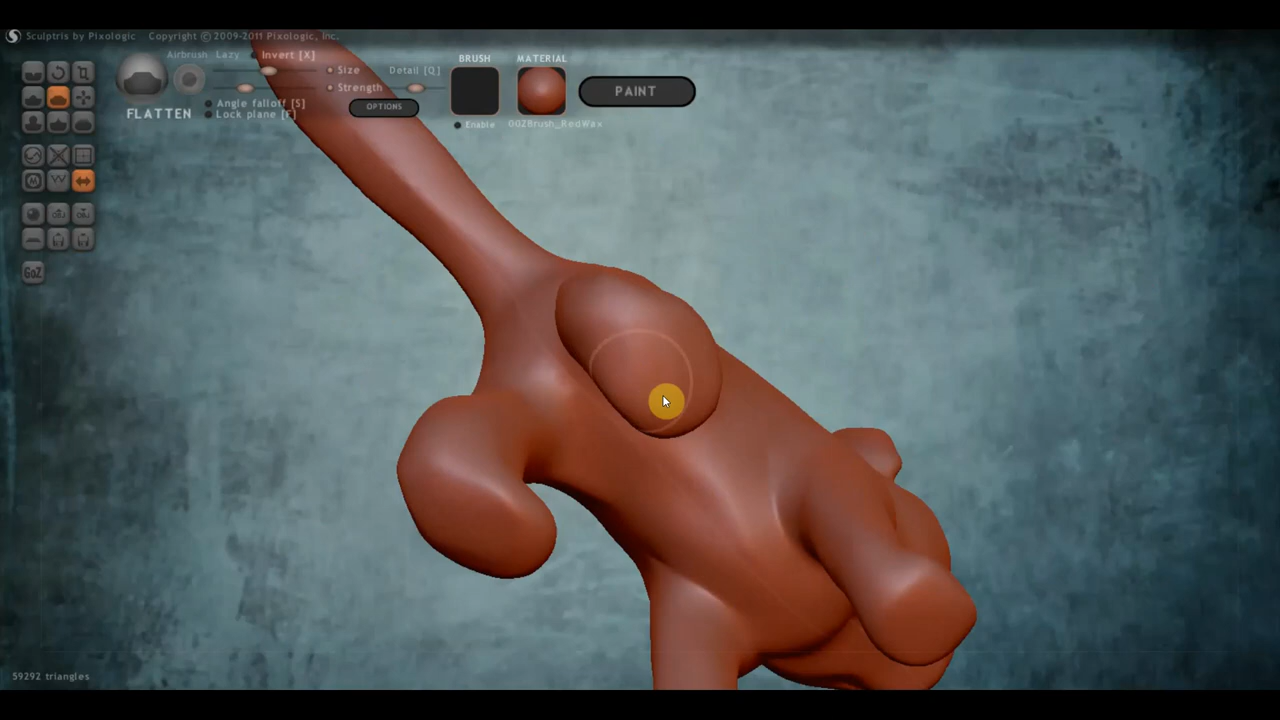 Sculptris by Pixologic Copyright ©2009-2011 Pixologic, Inc.
Airbrush Lazy Invert [X]
BRUSH MATERIAL
Size Detail [Q]
Strength
PAINT
Angle falloff [S]
OPTIONS
FLATTEN Lock plane [F]
Enable 00ZBrush_RedWax
GoZ
59292 triangles